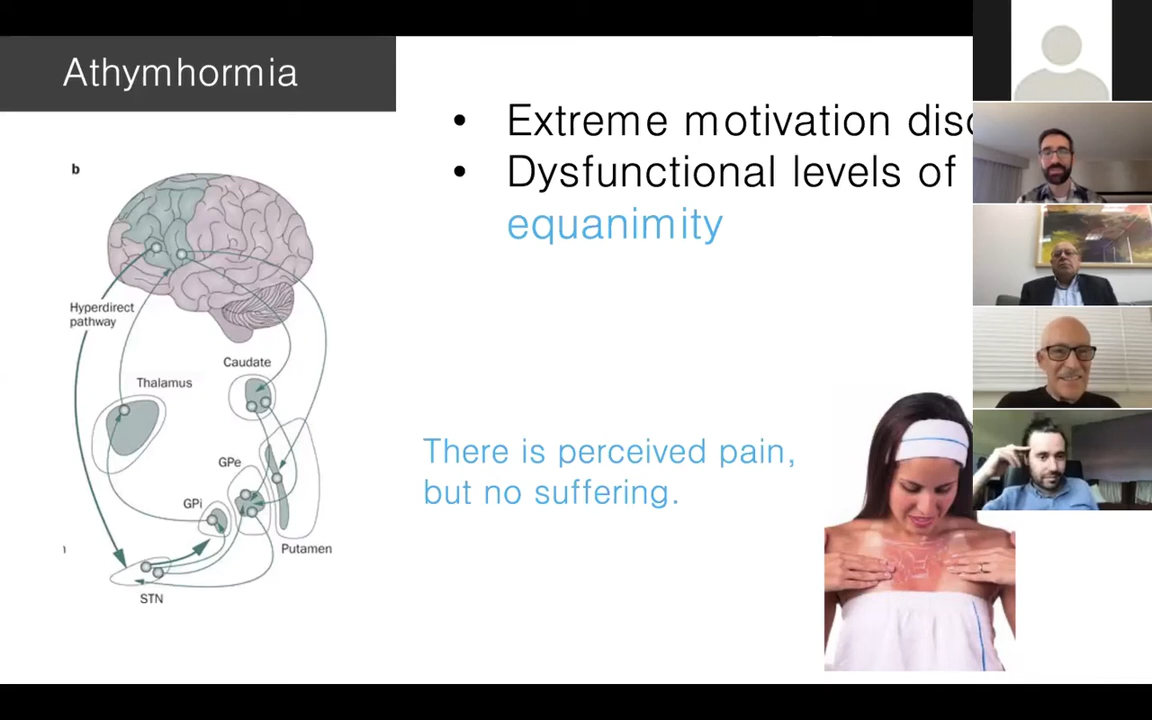 Athymhormia
• Extreme motivation
• Dysfunctional levels of
equanimity
b
Hyperdirect
pathway
Caudate
Thalamus
GPe
GPi
Putamen
STN
There is perceived pain,
but no suffering.